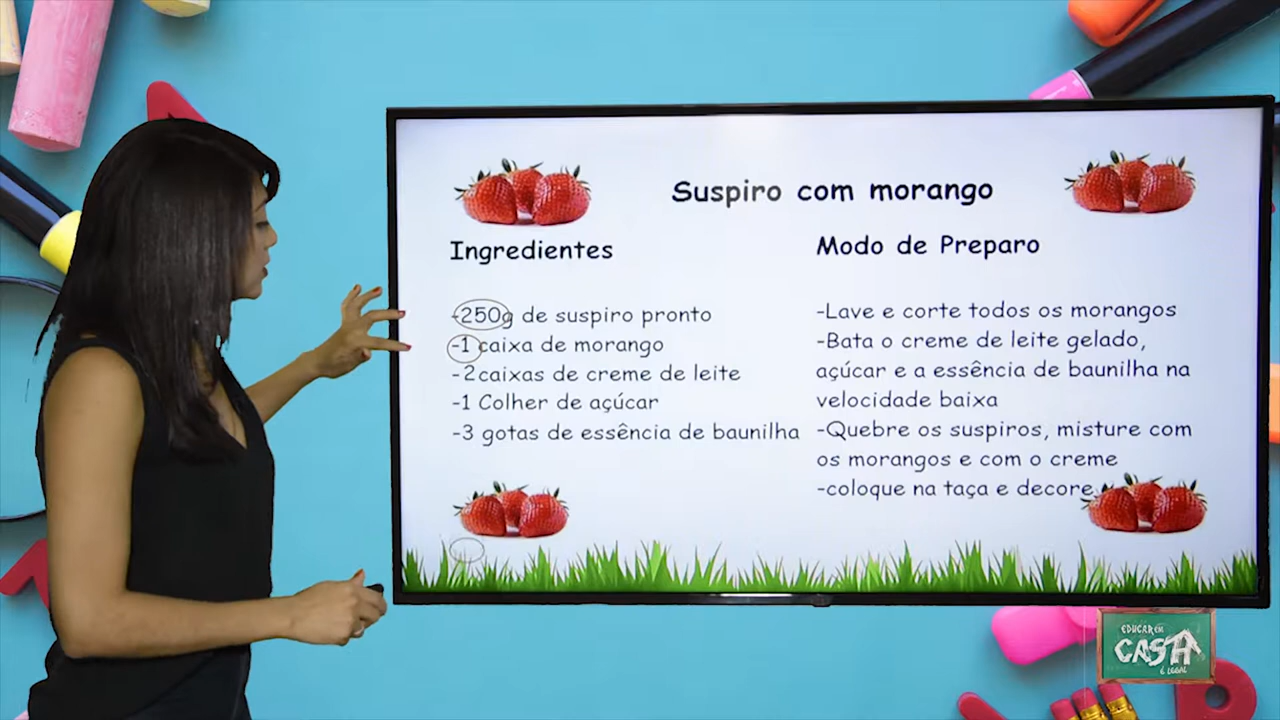 Suspiro com morango
Ingredientes
-250g de suspiro pronto
-1 caixa de morango
-2caixas de creme de leite
-1 Colher de açúcar
-3 gotas de essência de baunilha
Modo de Preparo
-Lave e corte todos os morangos
-Bata o creme de leite gelado,
açúcar e a essência de baunilha na
velocidade baixa
-Quebre os suspiros, misture com
os morangos e com o creme
-coloque na taça e decore
EDUCAR EM
CASA
É LEGAL